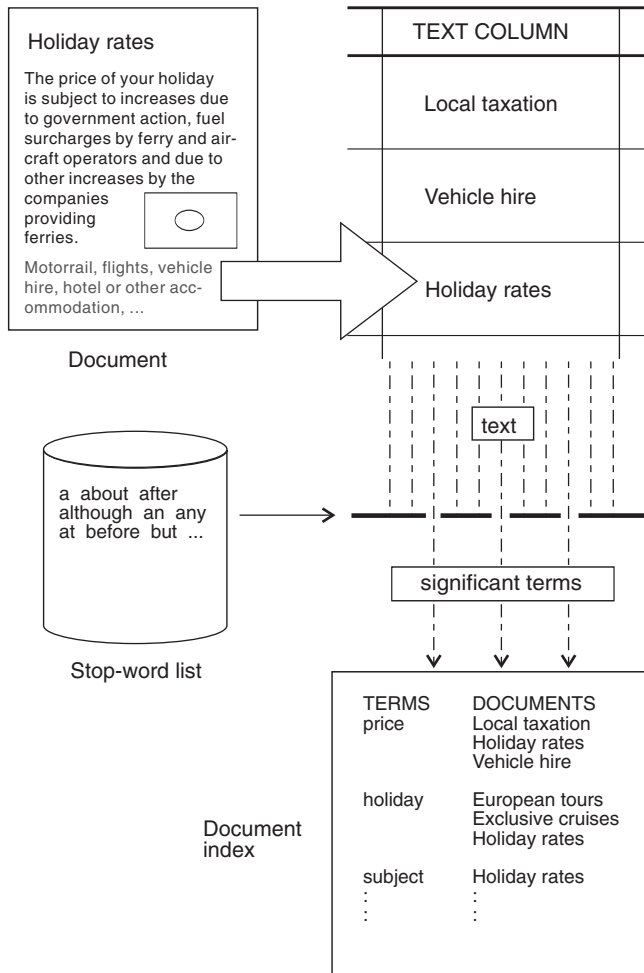 Holiday rates
The price of your holiday
is subject to increases due
to government action, fuel
surcharges by ferry and air-
craft operators and due to
other increases by the
companies
providing
ferries.
Motorrail, flights, vehicle
hire, hotel or other acc-
ommodation, ...
Document
TEXT COLUMN
Local taxation
Vehicle hire
Holiday rates
text
a about after
although an any
at before but ...
Stop-word list
significant terms
TERMS DOCUMENTS
price Local taxation
Holiday rates
Vehicle hire
holiday European tours
Exclusive cruises
Holiday rates
subject Holiday rates
: :
: :
Document
index